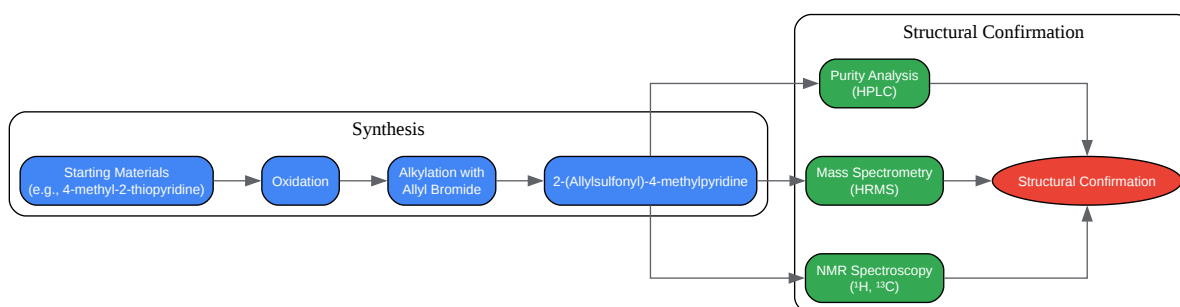 Structural Confirmation
Purity Analysis
(HPLC)
Synthesis
Starting Materials
(e.g., 4-methyl-2-thiopyridine)
Oxidation
Alkylation with
Allyl Bromide
2-(Allylsulfonyl)-4-methylpyridine
Mass Spectrometry
(HRMS)
Structural Confirmation
NMR Spectroscopy
(¹H, ¹³C)